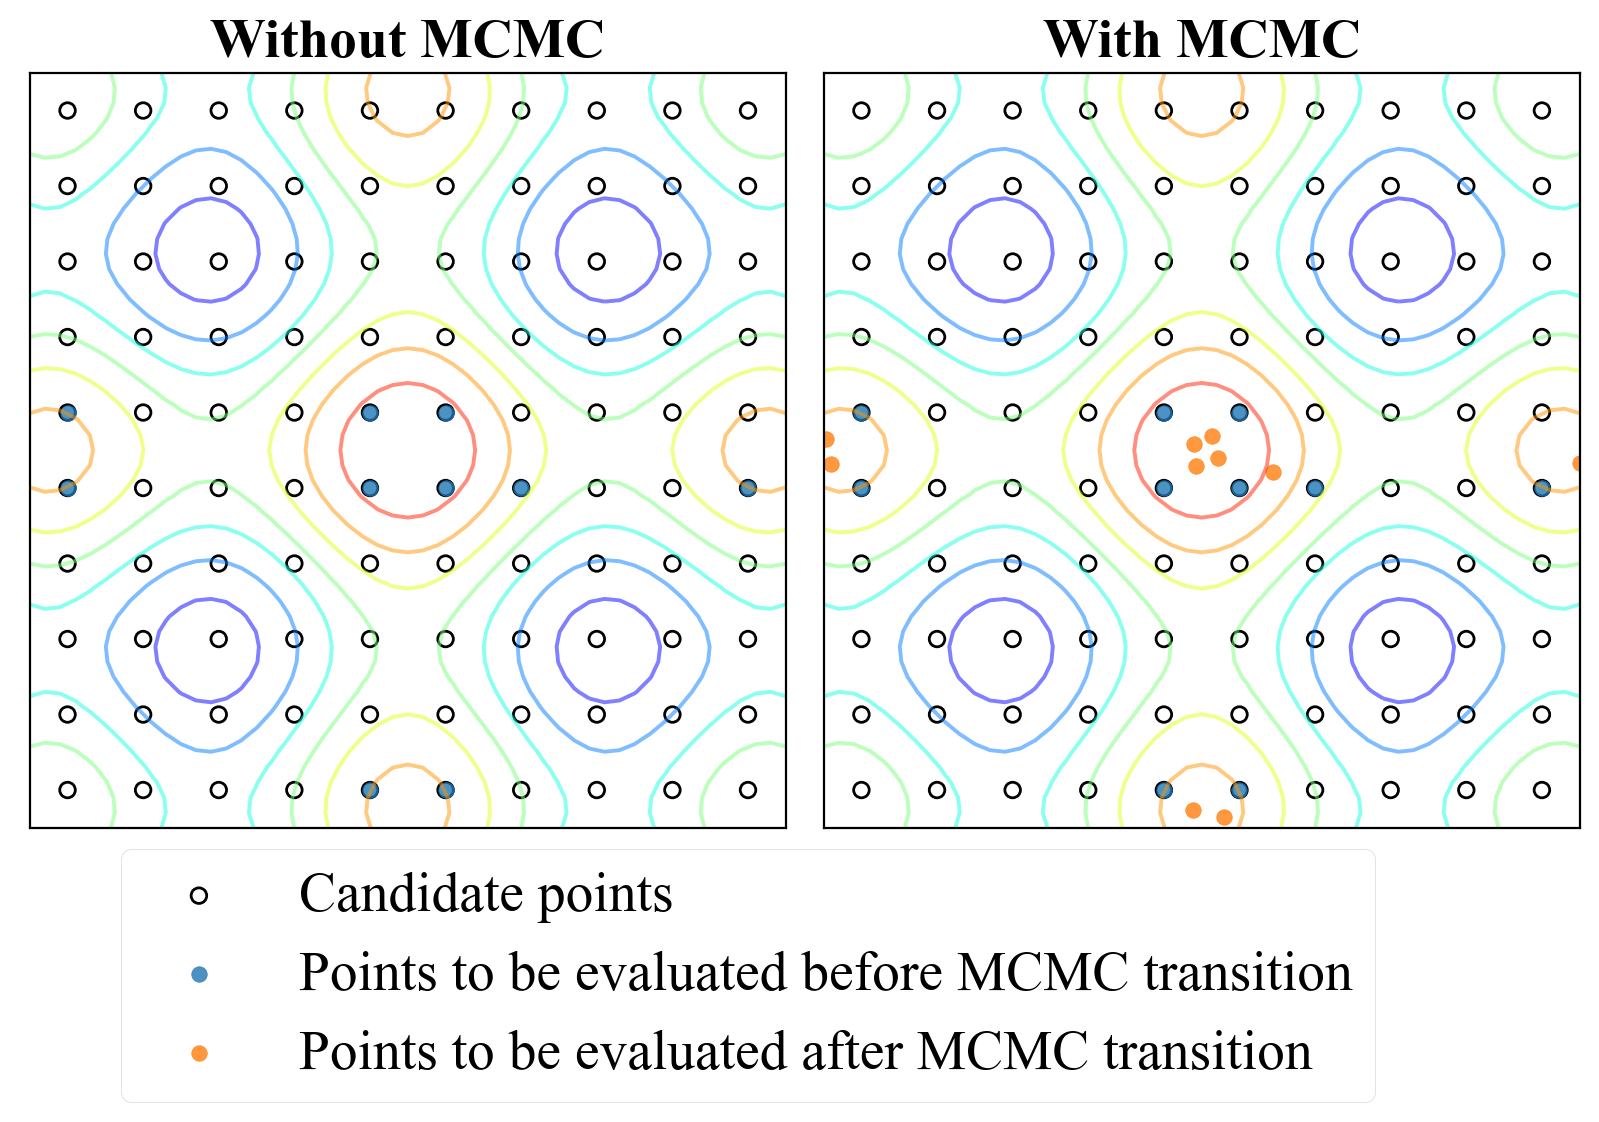 Without MCMC
With MCMC
Candidate points
Points to be evaluated before MCMC transition
Points to be evaluated after MCMC transition